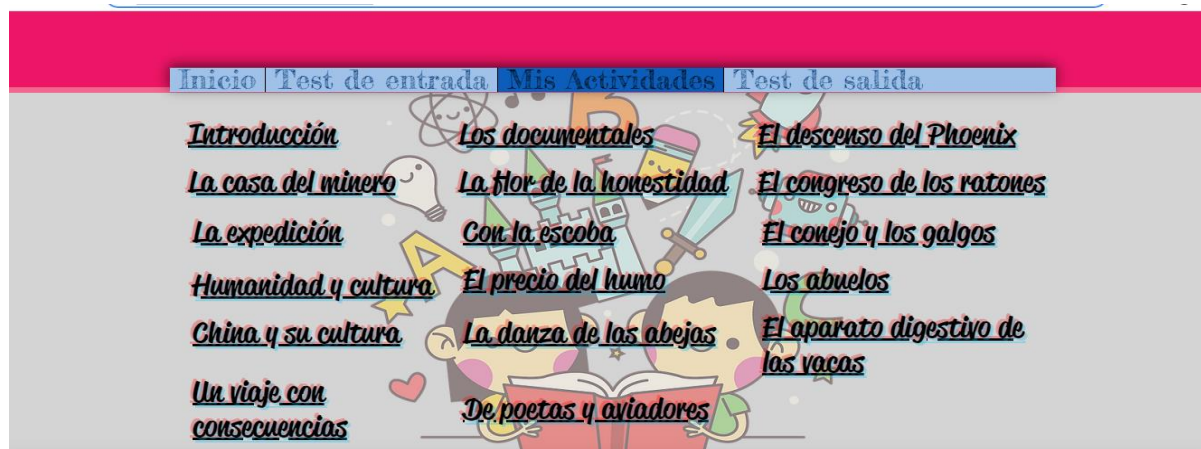 Inicio Test de entrada Mis Actividades Test de salida
Introducción
La casa del minero
La expedición
Humanidad y cultura
China y su cultura
Un viaje con
consecuencias
Los documentales
La flor de la honestidad
Con la escoba
El precio del humo
La danza de las abejas
De poetas y aviadores
El descenso del Phoenix
El congreso de los ratones
El conejo y los galgos
Los abuelos
El aparato digestivo de
las vacas
B
A
C